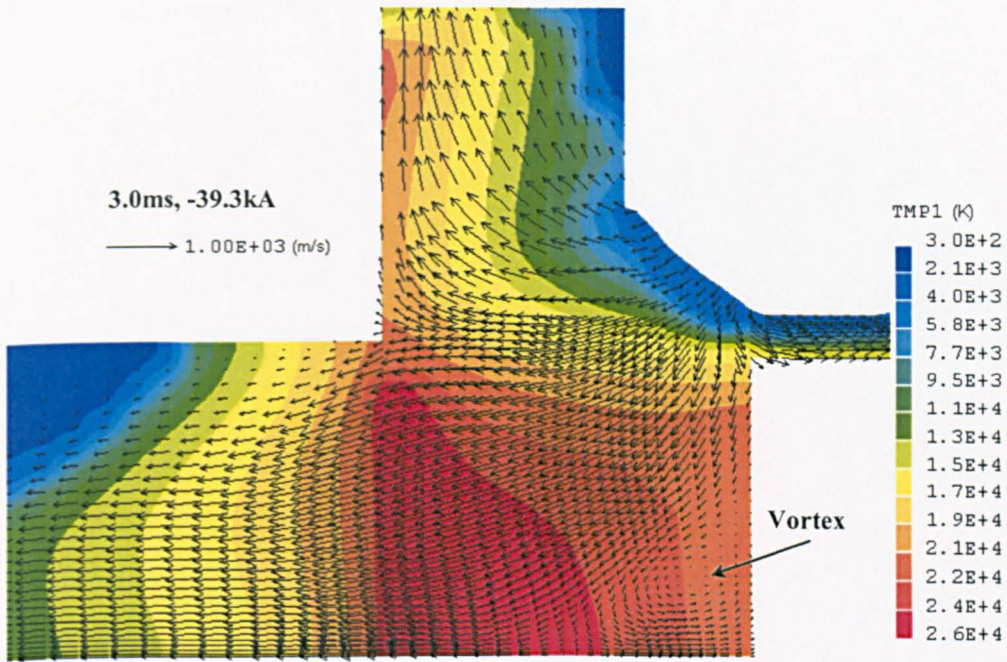 3.0ms, -39.3kA
1.00E+03 (m/s)
TMP1 (K)
3.0E+2
2.1E+3
4.0E+3
5.8E+3
7.7E+3
9.5E+3
1.1E+4
1.3E+4
1.5E+4
1.7E+4
1.9E+4
2.1E+4
2.2E+4
2.4E+4
2.6E+4
Vortex